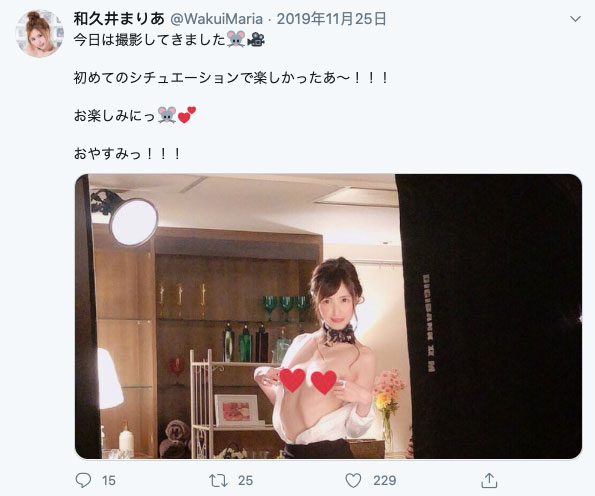 和久井まりあ @WakuiMaria · 2019年11月25日
今日は撮影してきました🐭🎥
初めてのシチュエーションで楽しかったあ〜！！！
お楽しみにっ🐭💕
おやすみっ！！！
15 25 229